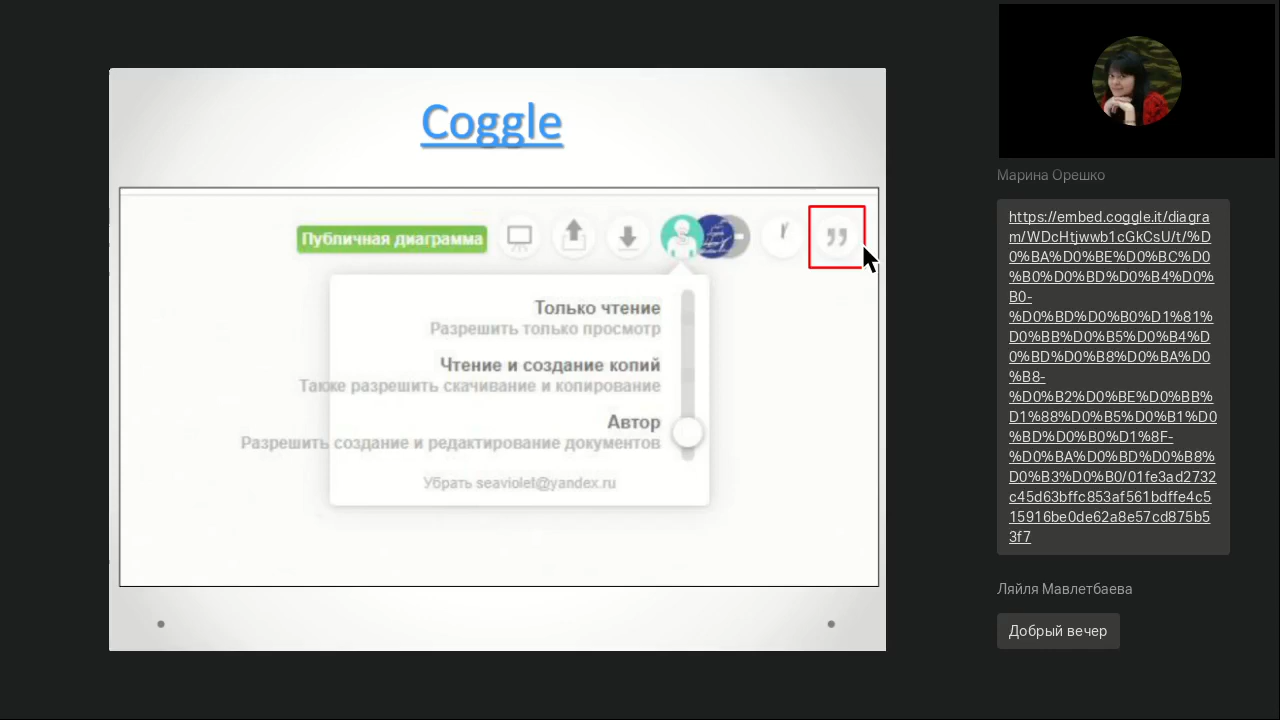 Coggle
Публичная диаграмма
Только чтение
Разрешить только просмотр
Чтение и создание копий
Также разрешить скачивание и копирование
Автор
Разрешить создание и редактирование документов
Убрать seaviolet@yandex.ru
Марина Орешко
https://embed.coggle.it/diagra
m/WDcHtjwwb1cGkCsU/t/%D
0%BA%D0%BE%D0%BC%D0
%B0%D0%BD%D0%B4%D0%
B0-
%D0%BD%D0%B0%D1%81%
D0%BB%D0%B5%D0%B4%D
0%BD%D0%B8%D0%BA%D0
%B8-
%D0%B2%D0%BE%D0%BB%
D1%88%D0%B5%D0%B1%D0
%BD%D0%B0%D1%8F-
%D0%BA%D0%BD%D0%B8%
D0%B3%D0%B0/01fe3ad2732
c45d63bffc853af561bdffe4c5
15916be0de62a8e57cd875b5
3f7
Ляйля Мавлетбаева
Добрый вечер